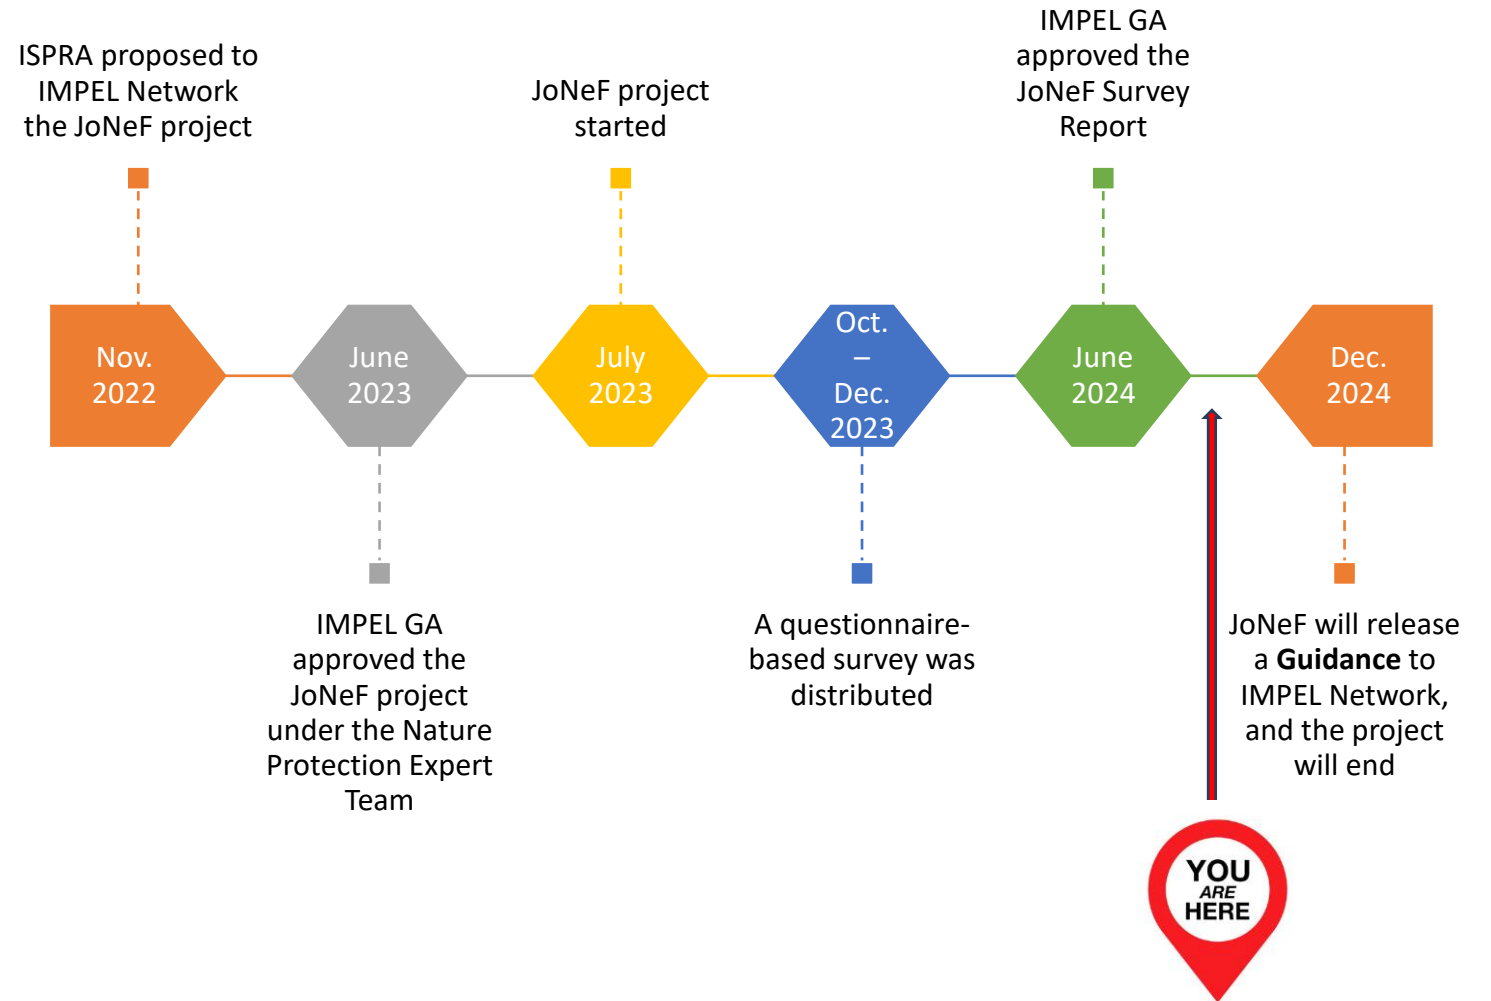 ISPRA proposed to
IMPEL Network
the JoNeF project
JoNeF project
started
IMPEL GA
approved the
JoNeF Survey
Report
Nov.
2022
June
2023
July
2023
Oct.
–
Dec.
2023
June
2024
Dec.
2024
IMPEL GA
approved the
JoNeF project
under the Nature
Protection Expert
Team
A questionnaire-
based survey was
distributed
JoNeF will release
a Guidance to
IMPEL Network,
and the project
will end
YOU
ARE
HERE